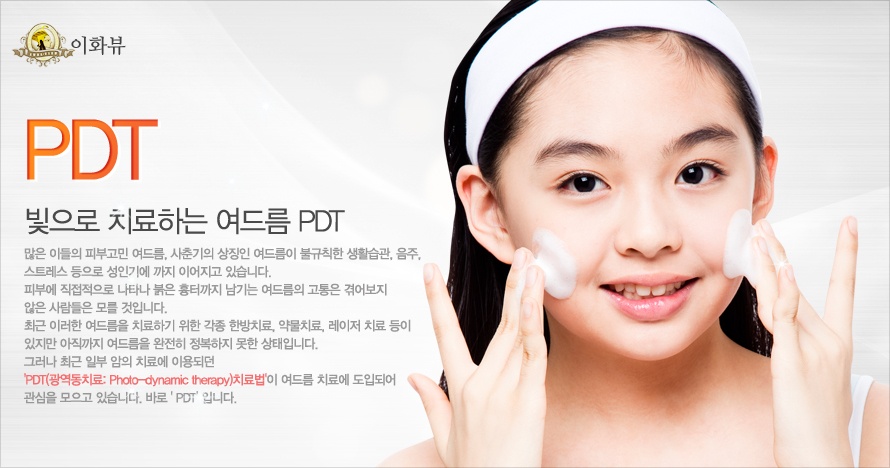 이화뷰
PDT
빛으로 치료하는 여드름 PDT
많은 이들의 피부고민 여드름, 사춘기의 상징인 여드름이 불규칙한 생활습관, 음주,
스트레스 등으로 성인기에 까지 이어지고 있습니다.
피부에 직접적으로 나타나 붉은 흉터까지 남기는 여드름의 고통은 겪어보지
않은 사람들은 모를 것입니다.
최근 이러한 여드름을 치료하기 위한 각종 한방치료, 약물치료, 레이저 치료 등이
있지만 아직까지 여드름을 완전히 정복하지 못한 상태입니다.
그러나 최근 일부 암의 치료에 이용되던
'PDT(광역동치료: Photo-dynamic therapy)치료법'이 여드름 치료에 도입되어
관심을 모으고 있습니다. 바로 ' PDT' 입니다.